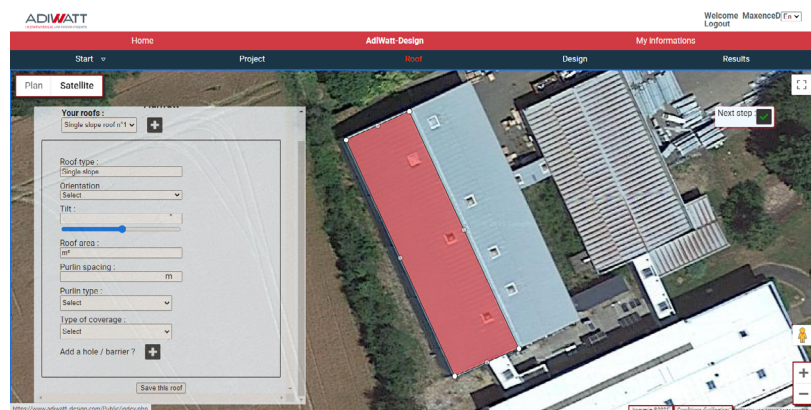 ADIWATT
Welcome MaxenceD En
Logout
Home AdiWatt-Design My informations
Start Project Roof Design Results
Plan Satellite
Your roofs :
Single slope roof n°1
Next step :
Roof type :
Single slope
Orientation
Select
Tilt :
°
Roof area :
m²
Purlin spacing :
m
Purlin type :
Select
Type of coverage :
Select
Add a hole / barrier ?
Save this roof